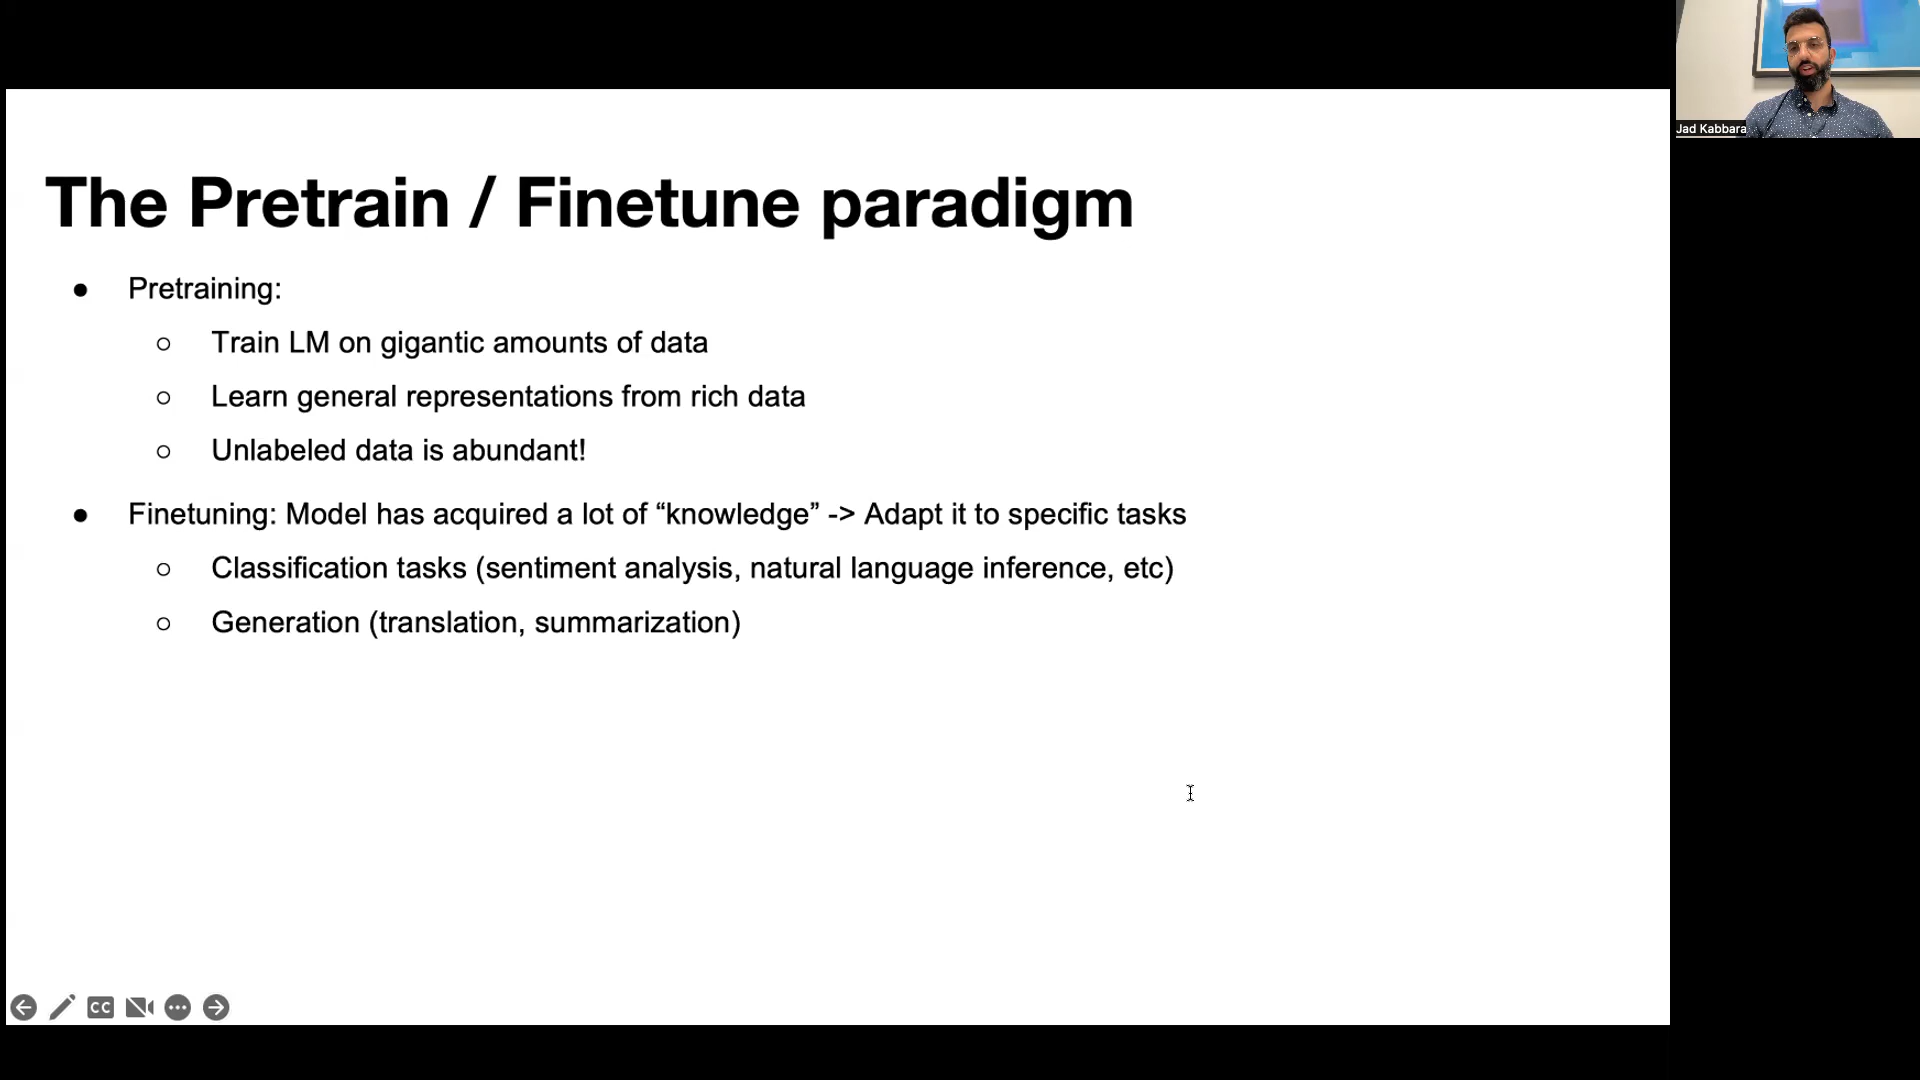 Jad Kabbara
The Pretrain / Finetune paradigm
● Pretraining:
○ Train LM on gigantic amounts of data
○ Learn general representations from rich data
○ Unlabeled data is abundant!
● Finetuning: Model has acquired a lot of “knowledge” -> Adapt it to specific tasks
○ Classification tasks (sentiment analysis, natural language inference, etc)
○ Generation (translation, summarization)
CC